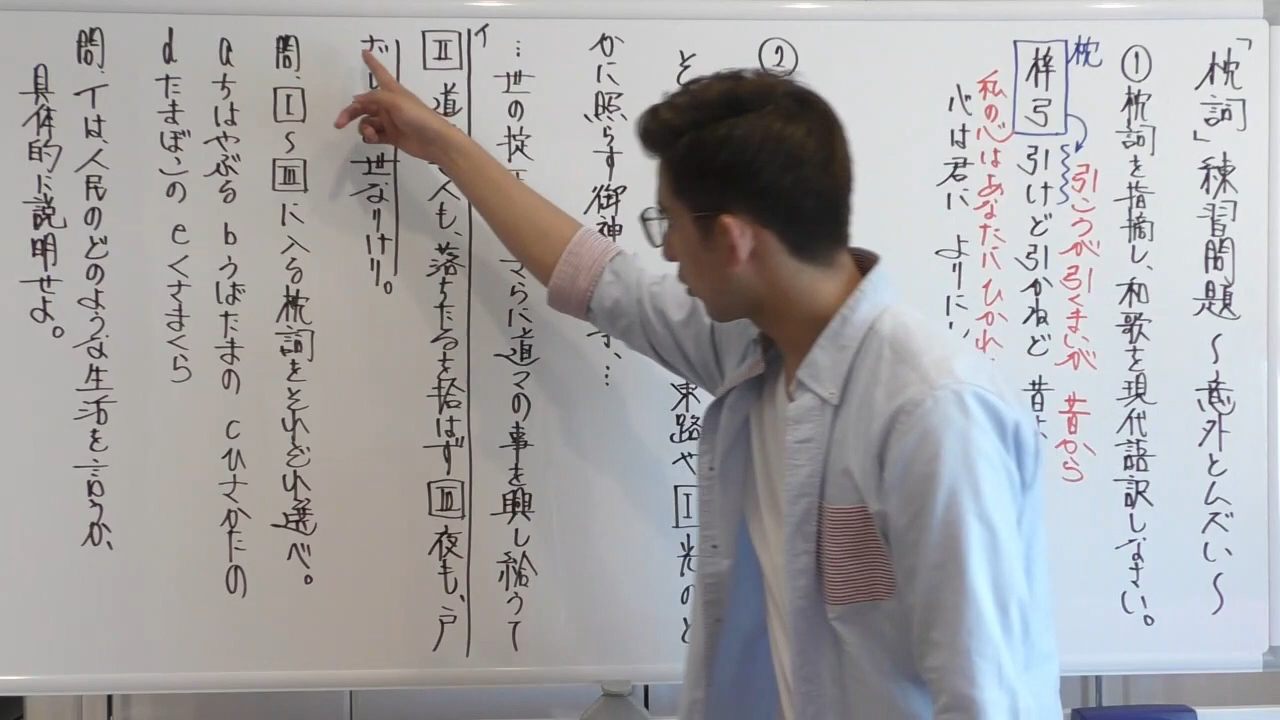 「枕詞」練習問題 〜意外とムズい〜
①枕詞を指摘し、和歌を現代語訳しなさい。
枕
引こうが引くまいが 昔から
梓弓 引けど引かねど 昔
私の心はあなたにひかれ
心は君に よりに
②
と 東路や Ⅰ 光のと
かに照らす御神
…世の掟 道々の事を興し給うて
イ
Ⅱ 道 人も、落ちたるを拾はず Ⅲ 夜も、戸
世なりけり。
問、Ⅰ〜Ⅲに入る枕詞をそれぞれ選べ。
aちはやぶる bうばたまの cひさかたの
dたまぼこの eくさまくら
問、イは、人民のどのような生活を言うか、
具体的に説明せよ。